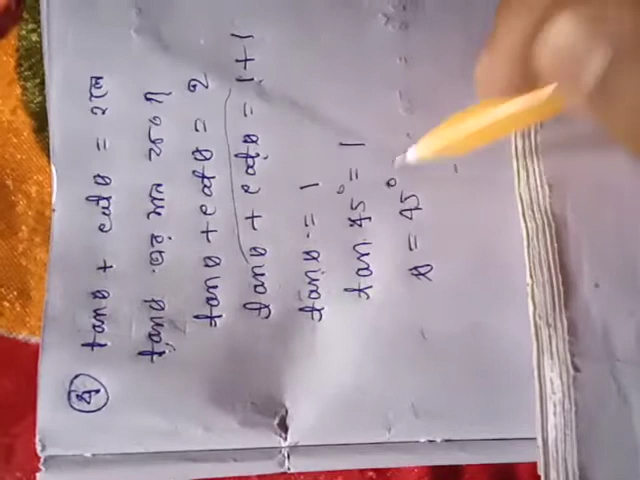 (ঘ) tanθ + cotθ = 2 হলে
tanθ এর মান কত?
tanθ + cotθ = 2
tanθ + cotθ = 1+1
tanθ = 1
tan 45° = 1
θ = 45°